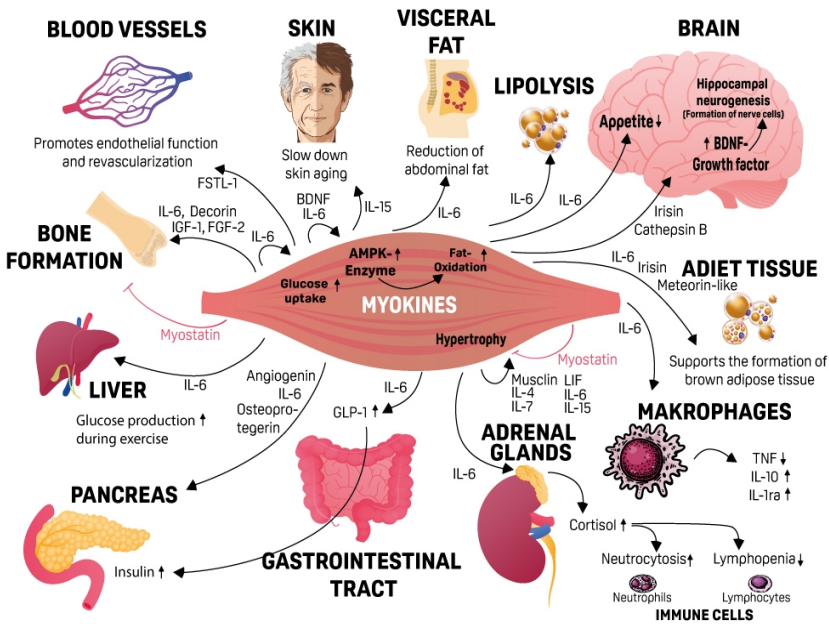 BLOOD VESSELS
Promotes endothelial function
and revascularization
SKIN
Slow down
skin aging
VISCERAL
FAT
Reduction of
abdominal fat
LIPOLYSIS
BRAIN
Hippocampal
neurogenesis
(Formation of nerve cells)
Appetite ↓
↑ BDNF-
Growth factor
FSTL-1
BDNF
IL-6
IL-15
IL-6
IL-6
IL-6
Irisin
Cathepsin B
BONE
FORMATION
IL-6, Decorin
IGF-1, FGF-2
IL-6
Myostatin
AMPK- ↑
Enzyme
Fat- ↑
Oxidation
Glucose ↑
uptake
MYOKINES
Hypertrophy
IL-6
Irisin
Meteorin-like
ADIET TISSUE
Supports the formation of
brown adipose tissue
LIVER
IL-6
Glucose production ↑
during exercise
Angiogenin
IL-6
Osteopro-
tegerin
IL-6
GLP-1 ↑
Myostatin
Musclin
IL-4
IL-7
LIF
IL-6
IL-15
IL-6
MAKROPHAGES
TNF ↓
IL-10 ↑
IL-1ra ↑
PANCREAS
Insulin ↑
GASTROINTESTINAL
TRACT
ADRENAL
GLANDS
IL-6
Cortisol ↑
Neutrocytosis ↑
Lymphopenia ↓
Neutrophils
Lymphocytes
IMMUNE CELLS